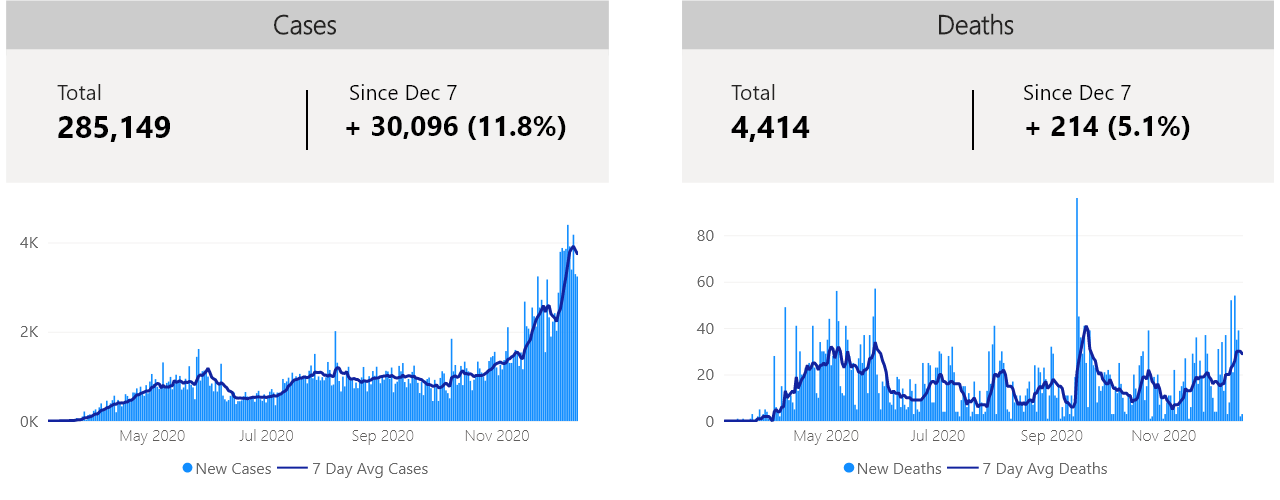 Cases
Total
285,149
Since Dec 7
+ 30,096 (11.8%)
4K
2K
0K
May 2020
Jul 2020
Sep 2020
Nov 2020
New Cases
7 Day Avg Cases
Deaths
Total
4,414
Since Dec 7
+ 214 (5.1%)
80
60
40
20
0
May 2020
Jul 2020
Sep 2020
Nov 2020
New Deaths
7 Day Avg Deaths